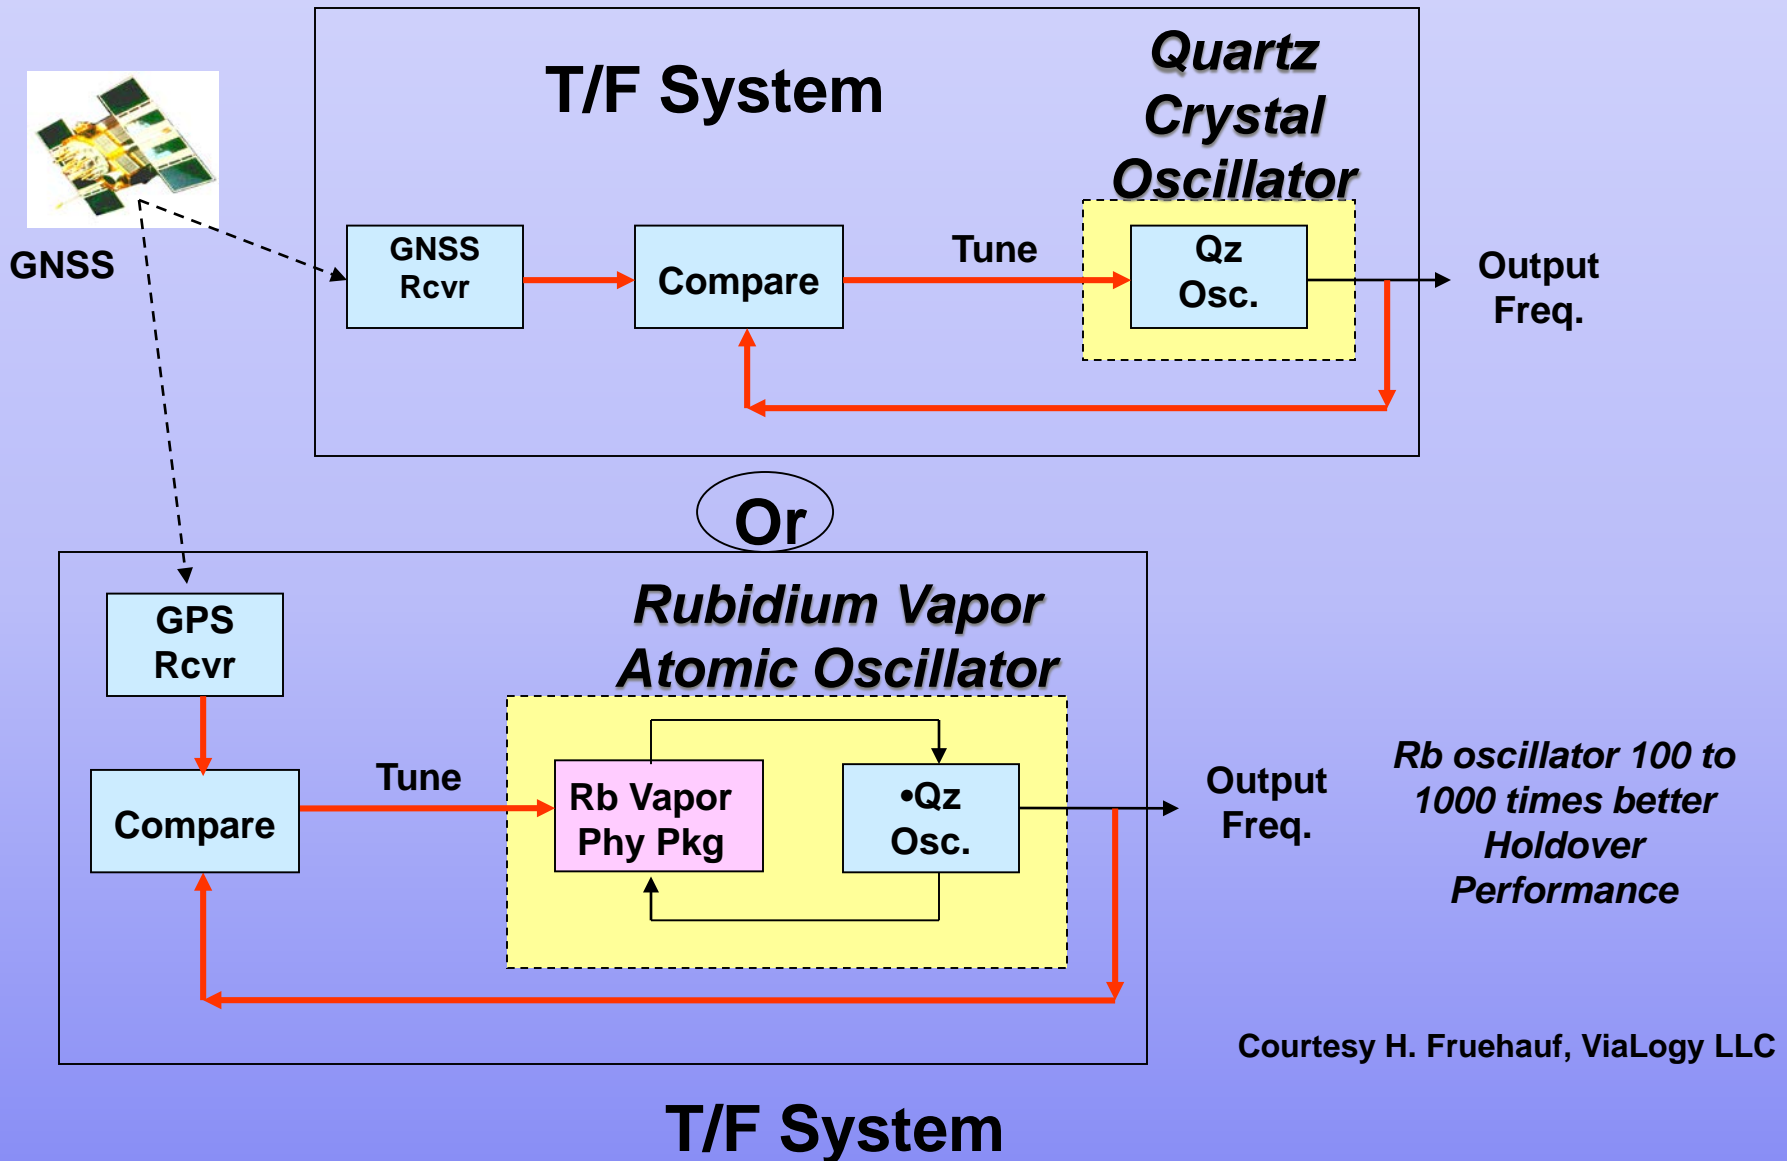 T/F System
Quartz
Crystal
Oscillator
GNSS
GNSS
Rcvr
Compare
Tune
Qz
Osc.
Output
Freq.
Or
GPS
Rcvr
Rubidium Vapor
Atomic Oscillator
Compare
Tune
Rb Vapor
Phy Pkg
•Qz
Osc.
Output
Freq.
Rb oscillator 100 to
1000 times better
Holdover
Performance
Courtesy H. Fruehauf, ViaLogy LLC
T/F System